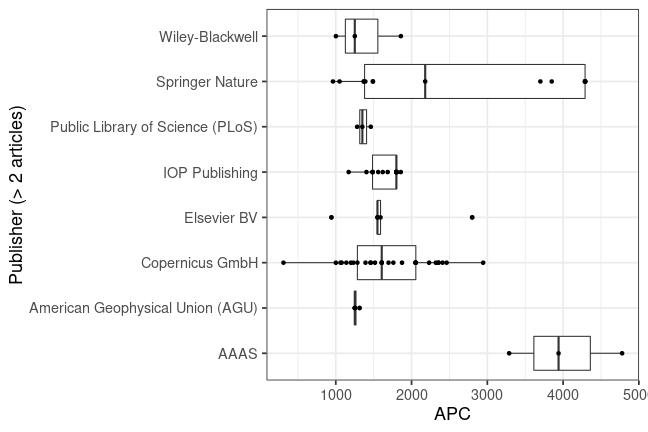 Publisher (> 2 articles)
Wiley-Blackwell
Springer Nature
Public Library of Science (PLoS)
IOP Publishing
Elsevier BV
Copernicus GmbH
American Geophysical Union (AGU)
AAAS
1000 2000 3000 4000 500
APC